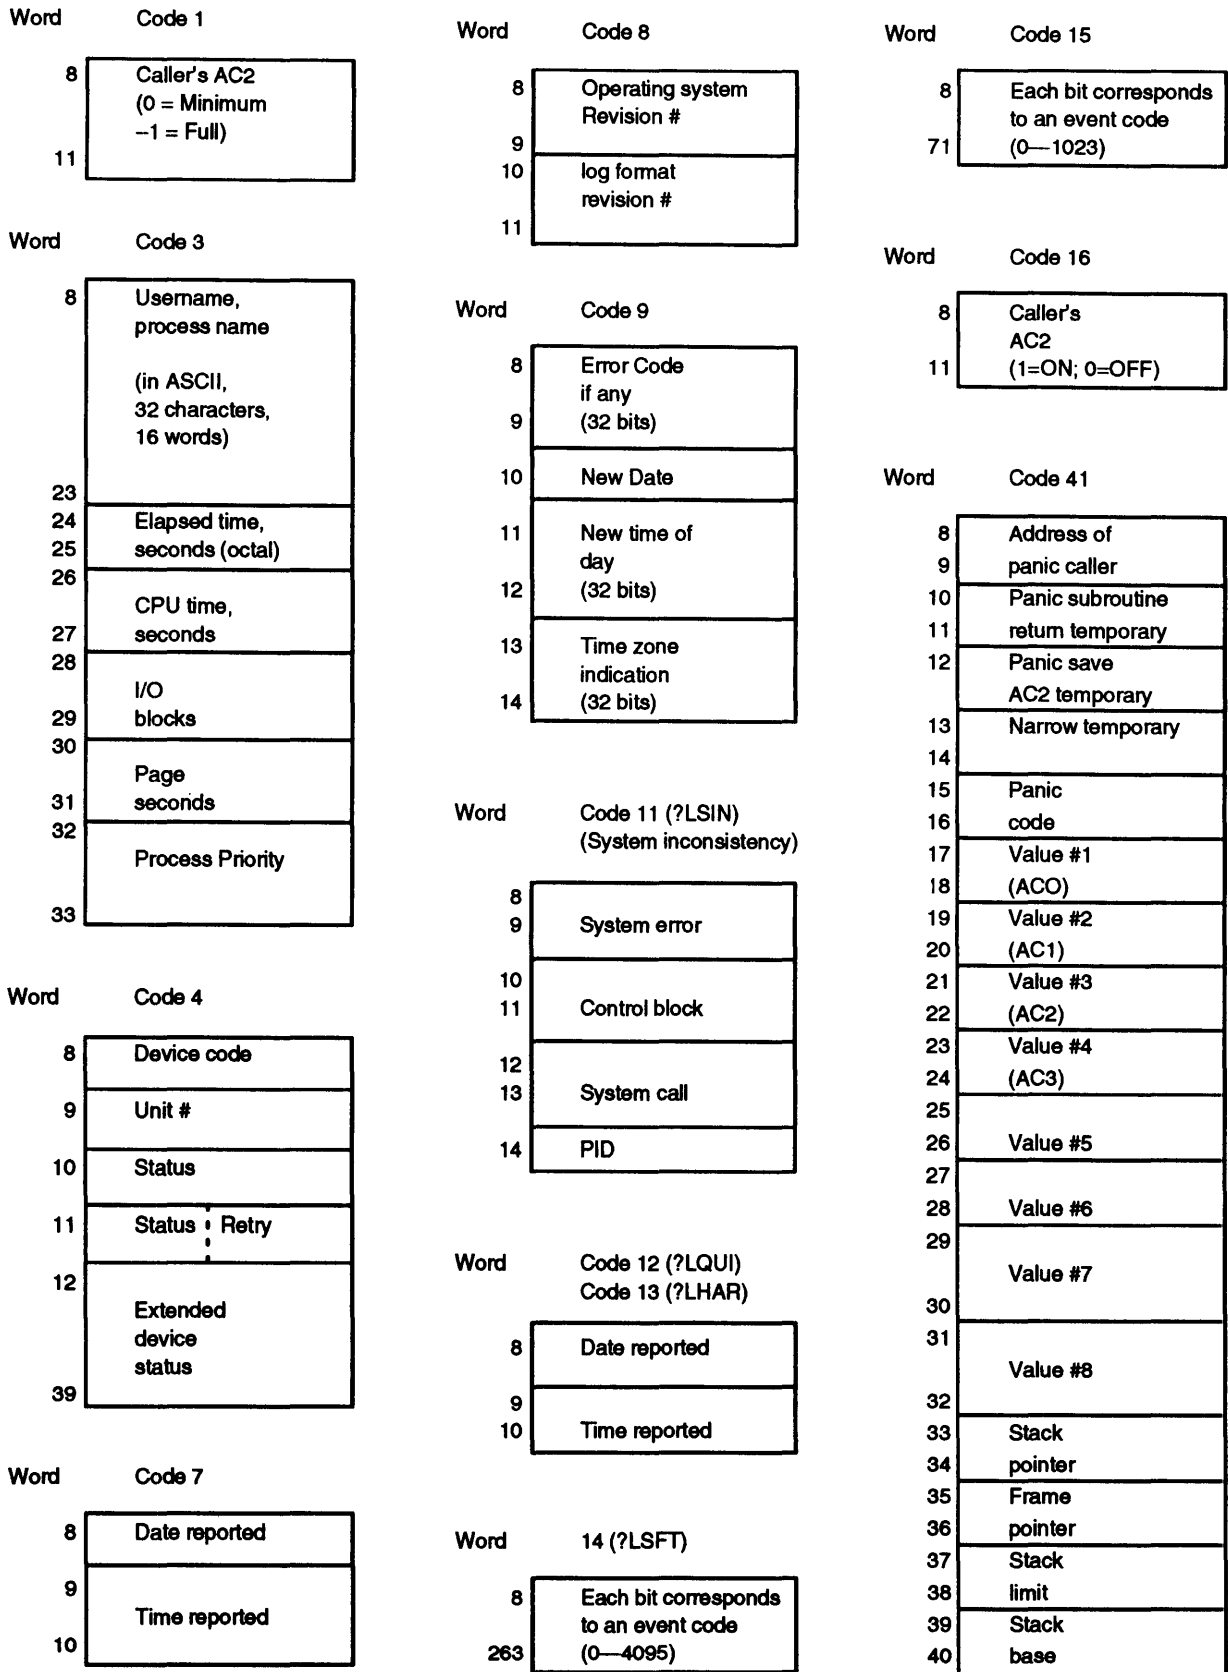 Word Code 1
8 Caller's AC2
(0 = Minimum
–1 = Full)
11
Word Code 3
8 Username,
process name
(in ASCII,
32 characters,
16 words)
23
24 Elapsed time,
25 seconds (octal)
26
CPU time,
27 seconds
28
I/O
29 blocks
30
Page
31 seconds
32
Process Priority
33
Word Code 4
8 Device code
9 Unit #
10 Status
11 Status Retry
12
Extended
device
status
39
Word Code 7
8 Date reported
9
Time reported
10
Word Code 8
8 Operating system
Revision #
9
10 log format
revision #
11
Word Code 9
8 Error Code
if any
9 (32 bits)
10 New Date
11 New time of
day
12 (32 bits)
13 Time zone
indication
14 (32 bits)
Word Code 11 (?LSIN)
(System inconsistency)
8
9 System error
10
11 Control block
12
13 System call
14 PID
Word Code 12 (?LQUI)
Code 13 (?LHAR)
8 Date reported
9
10 Time reported
Word 14 (?LSFT)
8 Each bit corresponds
to an event code
263 (0—4095)
Word Code 15
8 Each bit corresponds
to an event code
71 (0—1023)
Word Code 16
8 Caller's
AC2
11 (1=ON; 0=OFF)
Word Code 41
8 Address of
9 panic caller
10 Panic subroutine
11 return temporary
12 Panic save
AC2 temporary
13 Narrow temporary
14
15 Panic
16 code
17 Value #1
18 (ACO)
19 Value #2
20 (AC1)
21 Value #3
22 (AC2)
23 Value #4
24 (AC3)
25
26 Value #5
27
28 Value #6
29
Value #7
30
31
Value #8
32
33 Stack
34 pointer
35 Frame
36 pointer
37 Stack
38 limit
39 Stack
40 base